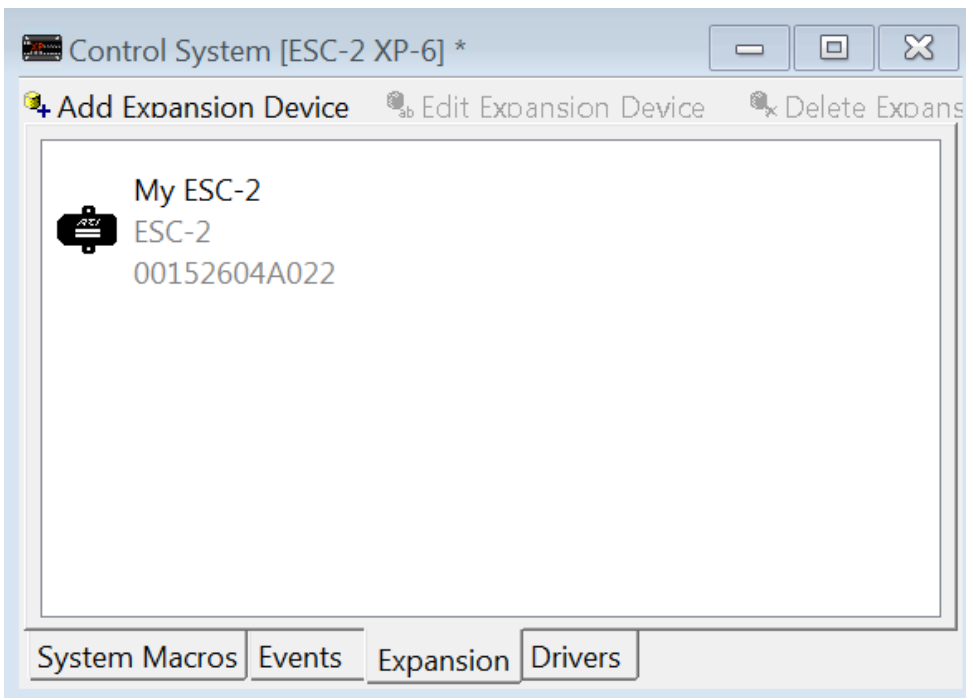 Control System [ESC-2 XP-6] *
Add Expansion Device Edit Expansion Device Delete Expans
My ESC-2
ESC-2
00152604A022
System Macros Events Expansion Drivers